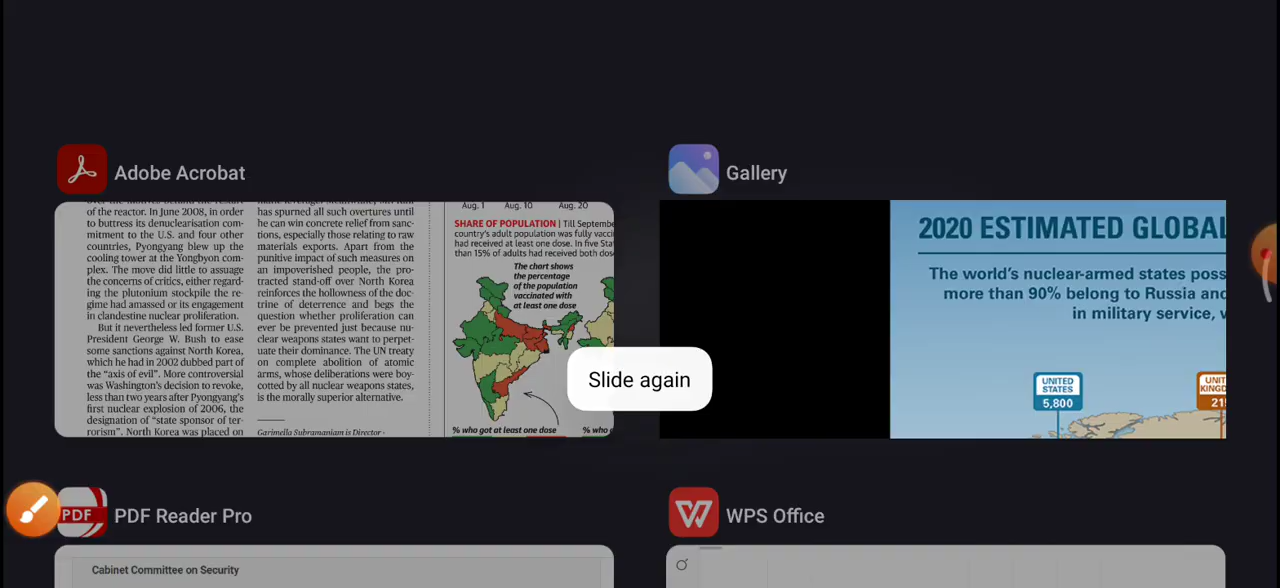 Adobe Acrobat
of the reactor. In June 2008, in order
to buttress its denuclearisation com-
mitment to the U.S. and four other
countries, Pyongyang blew up the
cooling tower at the Yongbyon com-
plex. The move did little to assuage
the concerns of critics, either regard-
ing the plutonium stockpile the re-
gime had amassed or its engagement
in clandestine nuclear proliferation.
But it nevertheless led former U.S.
President George W. Bush to ease
some sanctions against North Korea,
which he had in 2002 dubbed part of
the “axis of evil”. More controversial
was Washington’s decision to revoke,
less than two years after Pyongyang’s
first nuclear explosion of 2006, the
designation of “state sponsor of ter-
rorism”. North Korea was placed on
has spurned all such overtures until
he can win concrete relief from sanc-
tions, especially those relating to raw
materials exports. Apart from the
punitive impact of such measures on
an impoverished people, the pro-
tracted stand-off over North Korea
reinforces the hollowness of the doc-
trine of deterrence and begs the
question whether proliferation can
ever be prevented just because nu-
clear weapons states want to perpet-
uate their dominance. The UN treaty
on complete abolition of atomic
arms, whose deliberations were boy-
cotted by all nuclear weapons states,
is the morally superior alternative.
Garimella Subramaniam is Director -
Aug. 1 Aug. 10 Aug. 20
SHARE OF POPULATION | Till Septembe
country's adult population was fully vacci
had received at least one dose. In five Sta
than 15% of adults had received both dos
The chart shows
the percentage
of the population
vaccinated with
at least one dose
% who got at least one dose
% who
Gallery
2020 ESTIMATED GLOBAL
The world's nuclear-armed states poss
more than 90% belong to Russia and
in military service, w
UNITED
STATES
5,800
UNIT
KINGD
21
Slide again
PDF
PDF Reader Pro
Cabinet Committee on Security
WPS Office